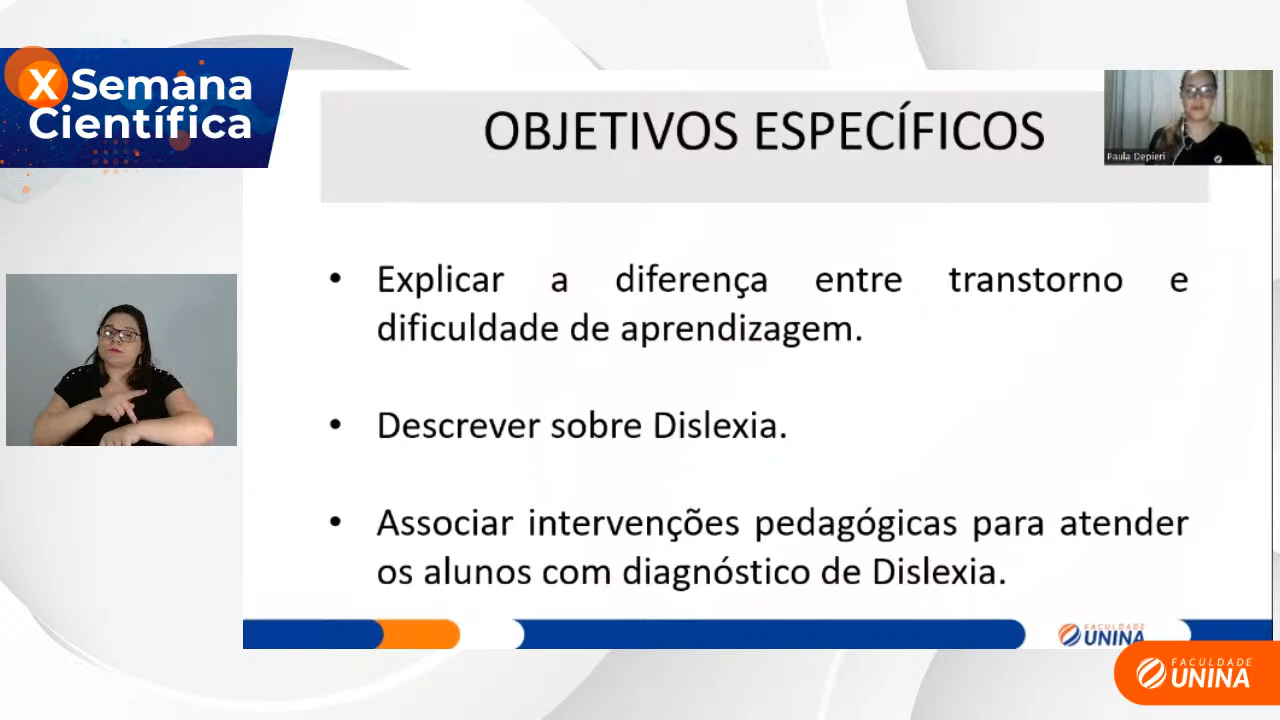 X Semana
Científica
OBJETIVOS ESPECÍFICOS
Paula Depieri
• Explicar a diferença entre transtorno e
dificuldade de aprendizagem.
• Descrever sobre Dislexia.
• Associar intervenções pedagógicas para atender
os alunos com diagnóstico de Dislexia.
FACULDADE
UNINA
FACULDADE
UNINA